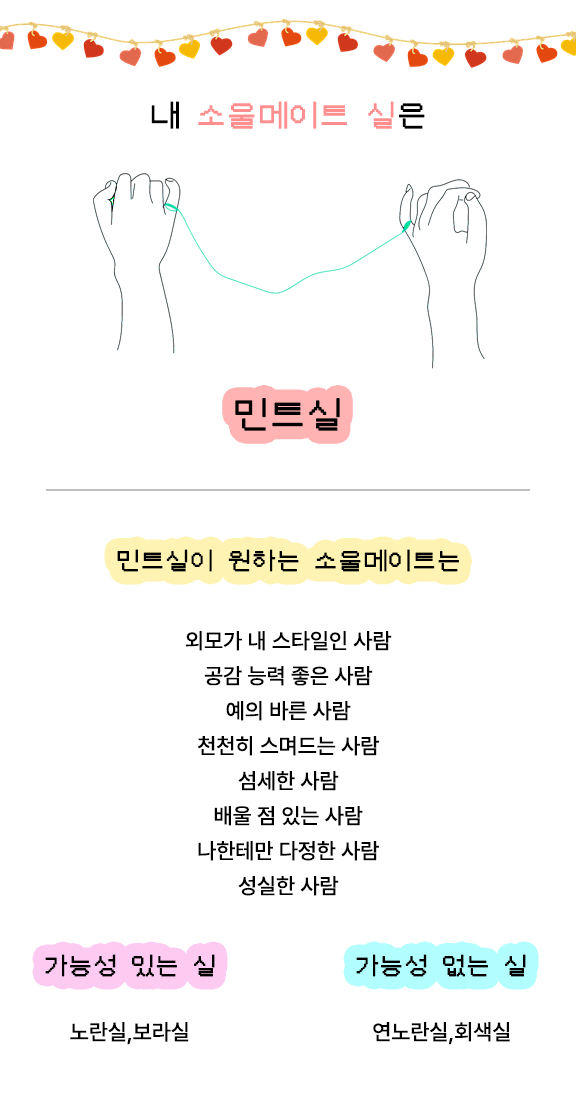 내 소울메이트 실은
민트실
민트실이 원하는 소울메이트는
외모가 내 스타일인 사람
공감 능력 좋은 사람
예의 바른 사람
천천히 스며드는 사람
섬세한 사람
배울 점 있는 사람
나한테만 다정한 사람
성실한 사람
가능성 있는 실
가능성 없는 실
노란실,보라실
연노란실,회색실